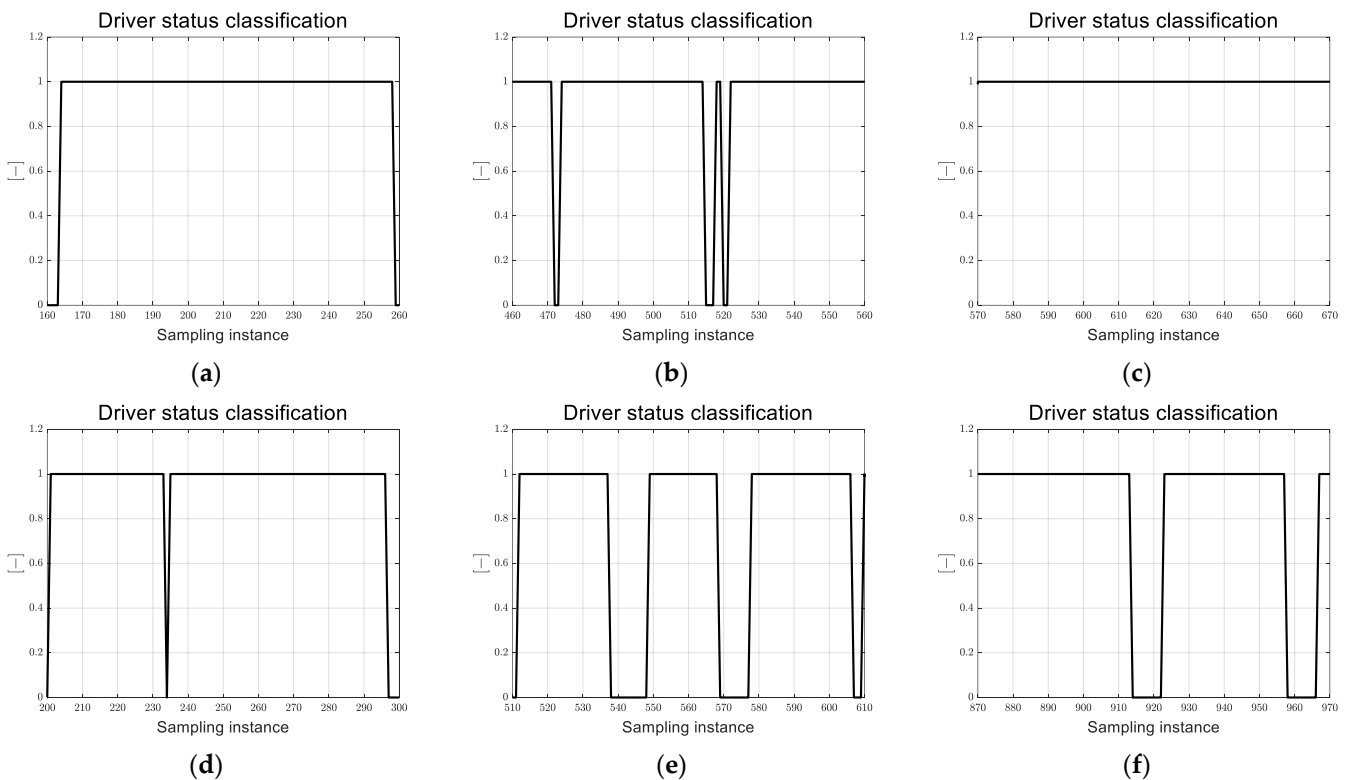 Driver status classification
1.2
1
0.8
0.6
0.4
0.2
0
[−]
160 170 180 190 200 210 220 230 240 250 260
Sampling instance
(a)
Driver status classification
1.2
1
0.8
0.6
0.4
0.2
0
[−]
460 470 480 490 500 510 520 530 540 550 560
Sampling instance
(b)
Driver status classification
1.2
1
0.8
0.6
0.4
0.2
0
[−]
570 580 590 600 610 620 630 640 650 660 670
Sampling instance
(c)
Driver status classification
1.2
1
0.8
0.6
0.4
0.2
0
[−]
200 210 220 230 240 250 260 270 280 290 300
Sampling instance
(d)
Driver status classification
1.2
1
0.8
0.6
0.4
0.2
0
[−]
510 520 530 540 550 560 570 580 590 600 610
Sampling instance
(e)
Driver status classification
1.2
1
0.8
0.6
0.4
0.2
0
[−]
870 880 890 900 910 920 930 940 950 960 970
Sampling instance
(f)